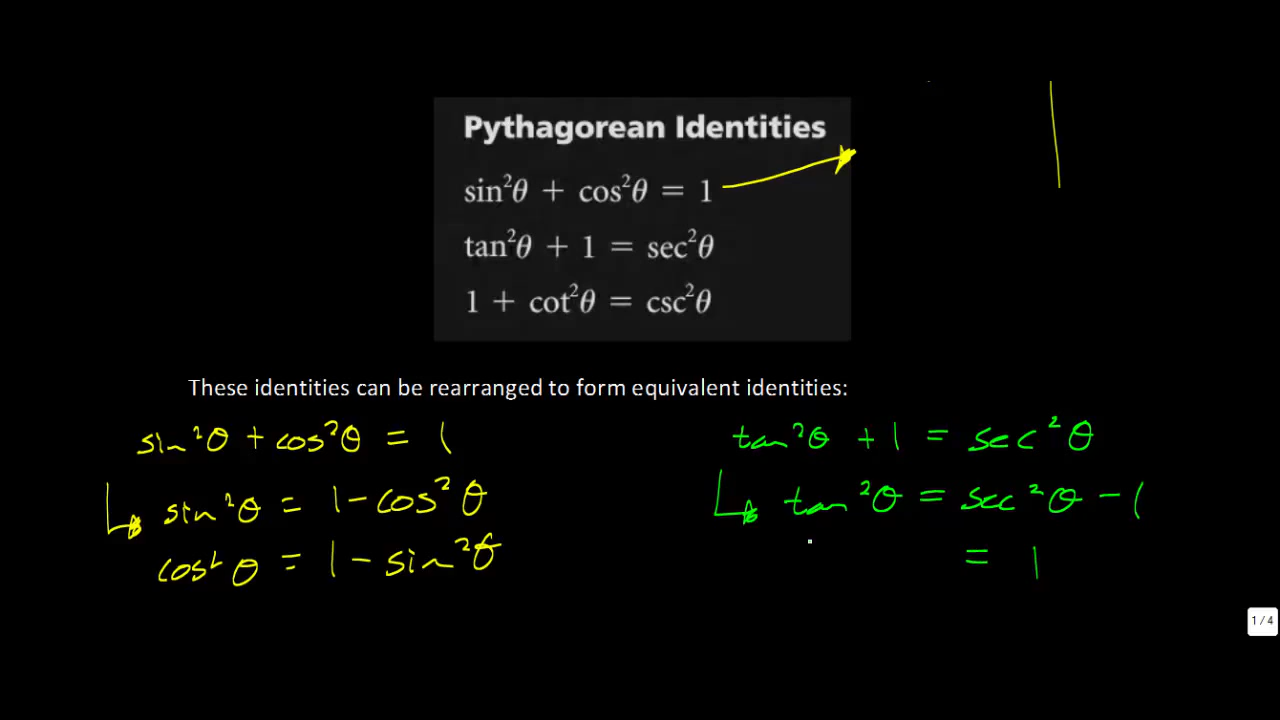 Pythagorean Identities
sin²θ + cos²θ = 1
tan²θ + 1 = sec²θ
1 + cot²θ = csc²θ
These identities can be rearranged to form equivalent identities:
sin²θ + cos²θ = 1
sin²θ = 1 - cos²θ
cos²θ = 1 - sin²θ
tan²θ + 1 = sec²θ
tan²θ = sec²θ - 1
= 1
1 / 4